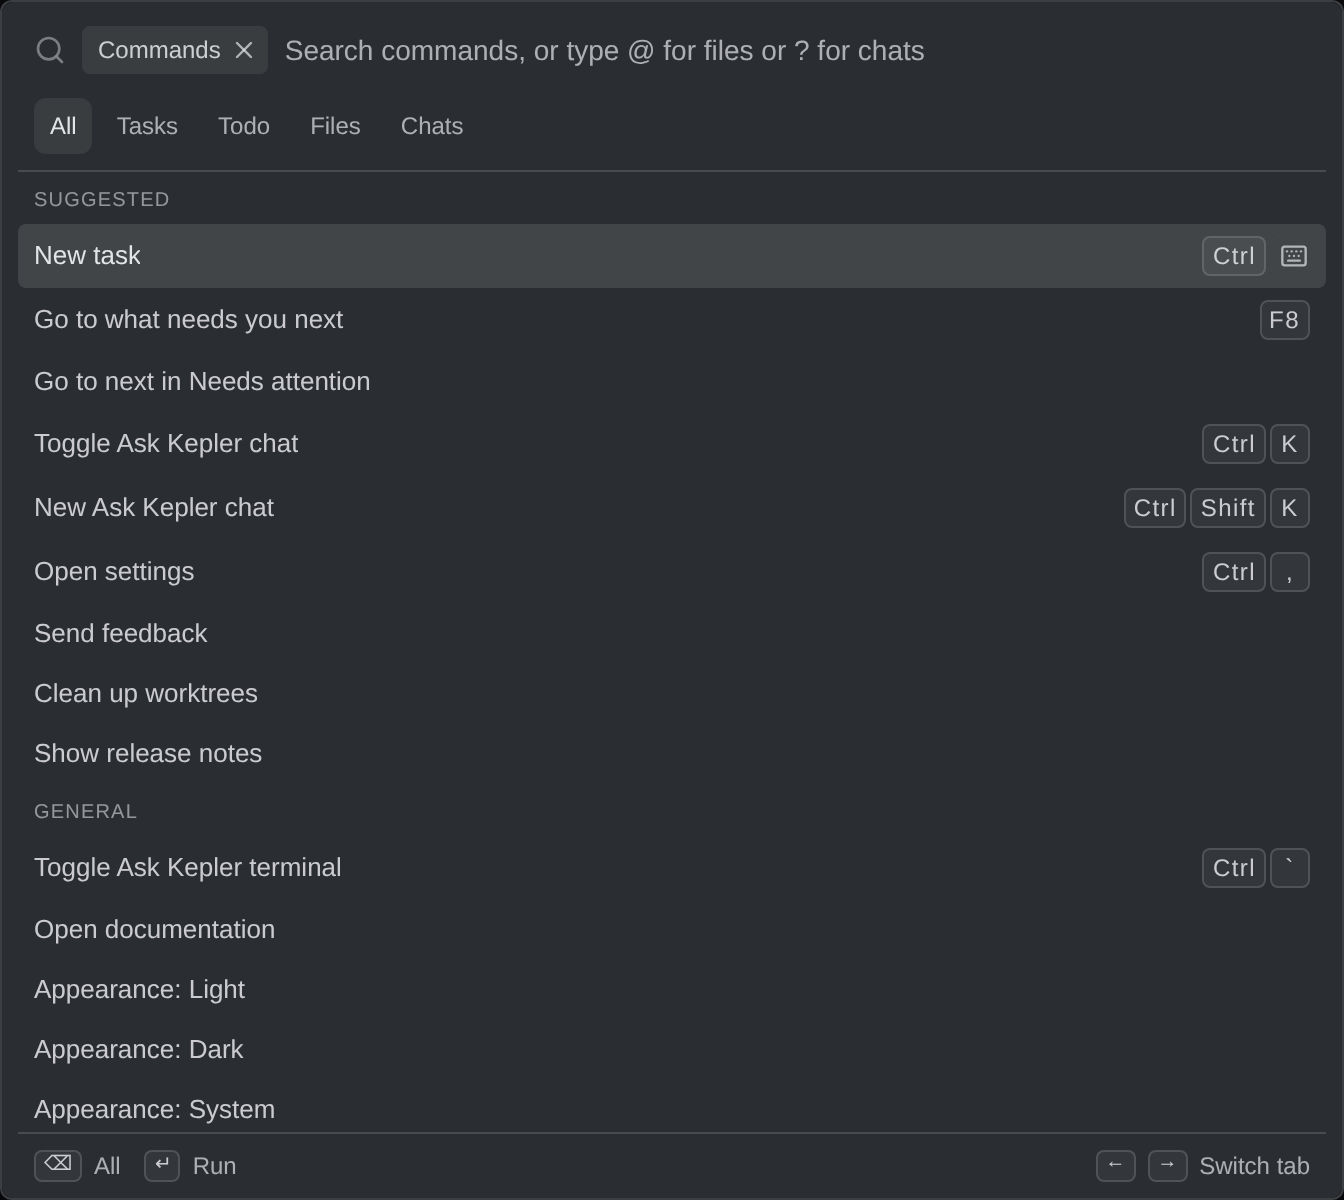 Commands Search commands, or type @ for files or ? for chats
All Tasks Todo Files Chats
SUGGESTED
New task Ctrl
Go to what needs you next F8
Go to next in Needs attention
Toggle Ask Kepler chat Ctrl K
New Ask Kepler chat Ctrl Shift K
Open settings Ctrl ,
Send feedback
Clean up worktrees
Show release notes
GENERAL
Toggle Ask Kepler terminal Ctrl `
Open documentation
Appearance: Light
Appearance: Dark
Appearance: System
⌫ All ↵ Run ← → Switch tab